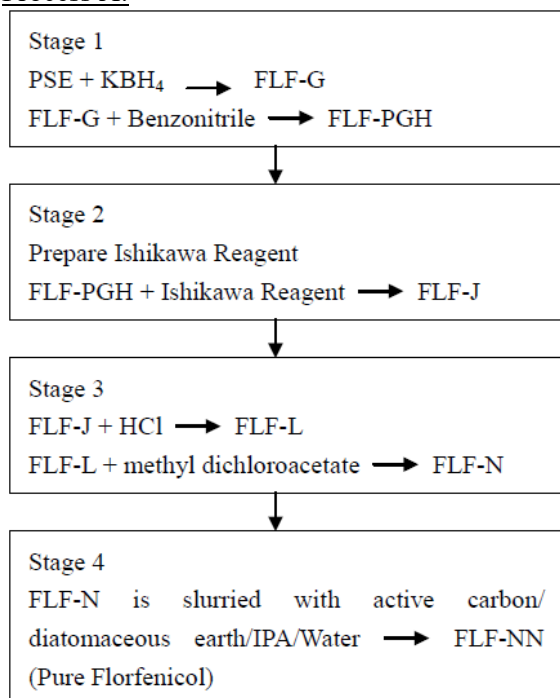 Stage 1
PSE + KBH₄ → FLF-G
FLF-G + Benzonitrile → FLF-PGH
Stage 2
Prepare Ishikawa Reagent
FLF-PGH + Ishikawa Reagent → FLF-J
Stage 3
FLF-J + HCl → FLF-L
FLF-L + methyl dichloroacetate → FLF-N
Stage 4
FLF-N is slurried with active carbon/
diatomaceous earth/IPA/Water → FLF-NN
(Pure Florfenicol)